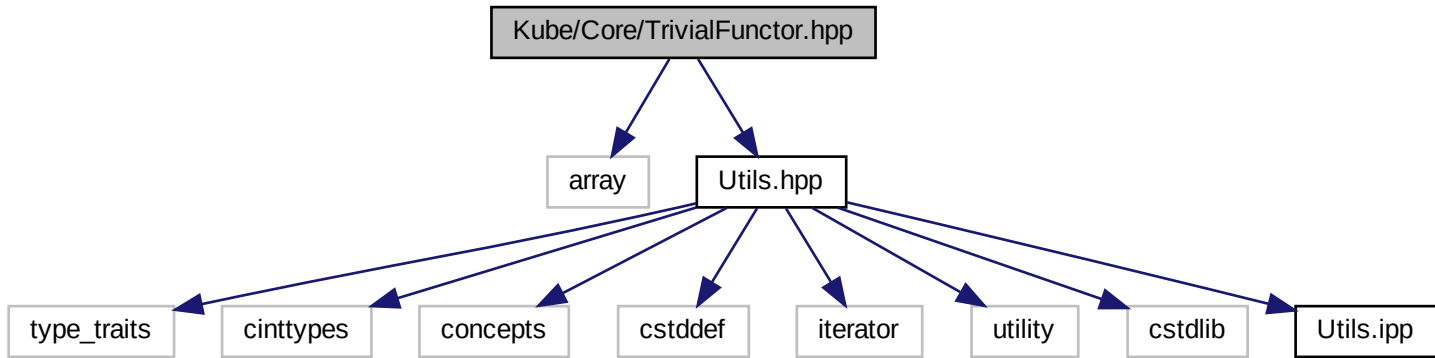 Kube/Core/TrivialFunctor.hpp
array
Utils.hpp
type_traits
cinttypes
concepts
cstddef
iterator
utility
cstdlib
Utils.ipp